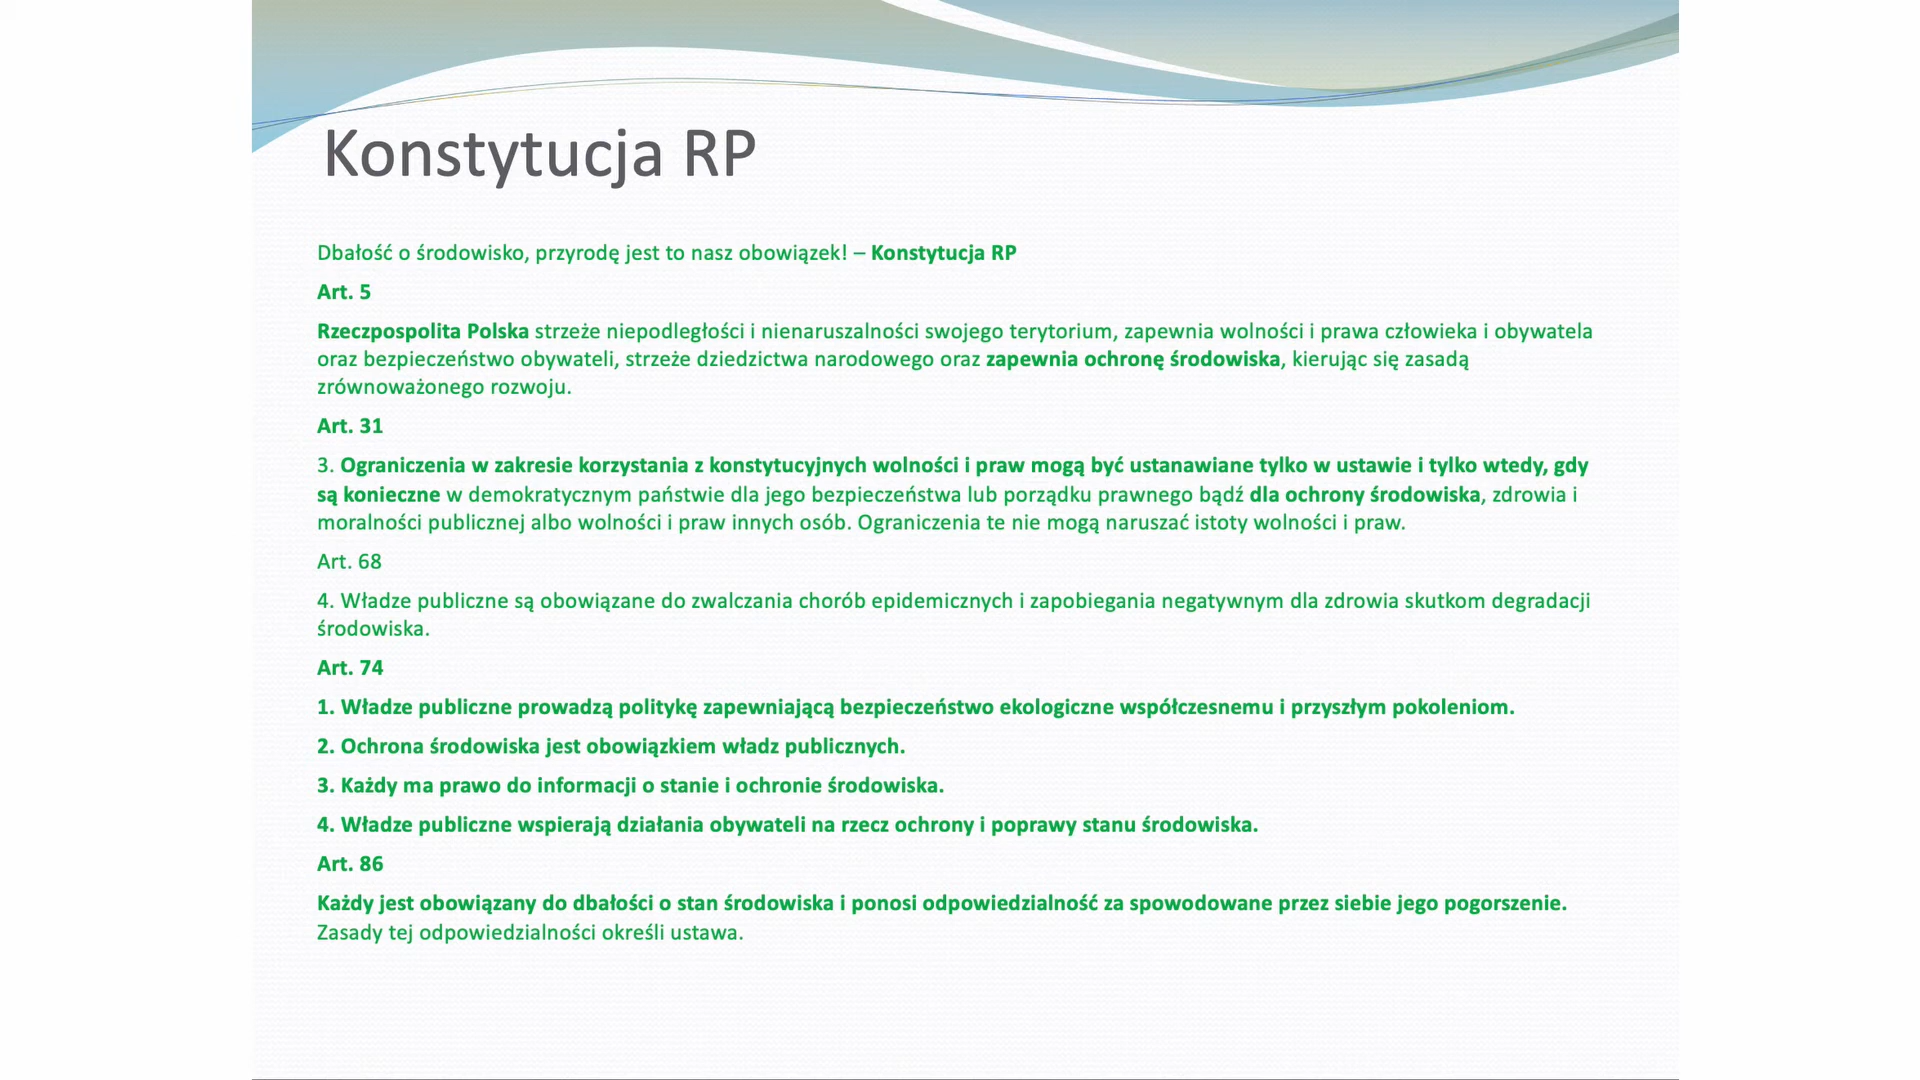 Konstytucja RP
Dbałość o środowisko, przyrodę jest to nasz obowiązek! – Konstytucja RP
Art. 5
Rzeczpospolita Polska strzeże niepodległości i nienaruszalności swojego terytorium, zapewnia wolności i prawa człowieka i obywatela
oraz bezpieczeństwo obywateli, strzeże dziedzictwa narodowego oraz zapewnia ochronę środowiska, kierując się zasadą
zrównoważonego rozwoju.
Art. 31
3. Ograniczenia w zakresie korzystania z konstytucyjnych wolności i praw mogą być ustanawiane tylko w ustawie i tylko wtedy, gdy
są konieczne w demokratycznym państwie dla jego bezpieczeństwa lub porządku prawnego bądź dla ochrony środowiska, zdrowia i
moralności publicznej albo wolności i praw innych osób. Ograniczenia te nie mogą naruszać istoty wolności i praw.
Art. 68
4. Władze publiczne są obowiązane do zwalczania chorób epidemicznych i zapobiegania negatywnym dla zdrowia skutkom degradacji
środowiska.
Art. 74
1. Władze publiczne prowadzą politykę zapewniającą bezpieczeństwo ekologiczne współczesnemu i przyszłym pokoleniom.
2. Ochrona środowiska jest obowiązkiem władz publicznych.
3. Każdy ma prawo do informacji o stanie i ochronie środowiska.
4. Władze publiczne wspierają działania obywateli na rzecz ochrony i poprawy stanu środowiska.
Art. 86
Każdy jest obowiązany do dbałości o stan środowiska i ponosi odpowiedzialność za spowodowane przez siebie jego pogorszenie.
Zasady tej odpowiedzialności określi ustawa.